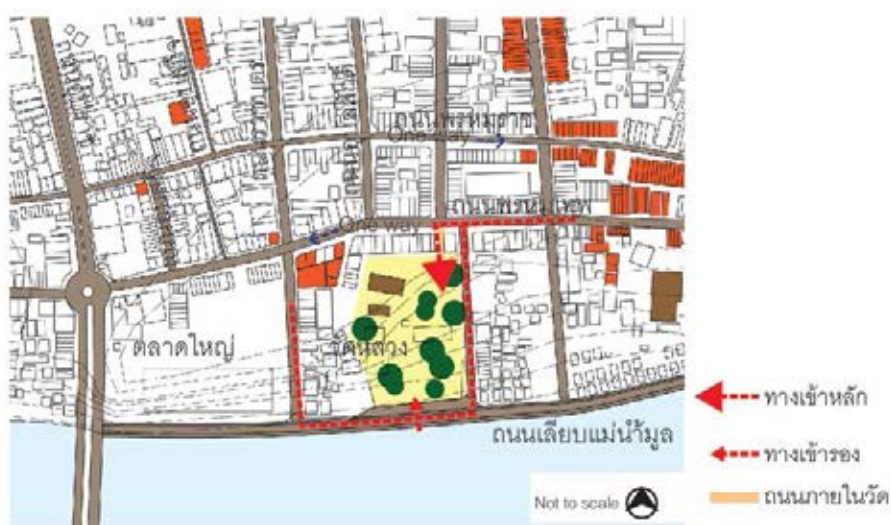 ถนนพรหมราช
One way
ถนนพรหมเทพ
One way
ตลาดใหญ่
วัดหลวง
ถนนเลียบแม่น้ำมูล
Not to scale
ทางเข้าหลัก
ทางเข้ารอง
ถนนภายในวัด